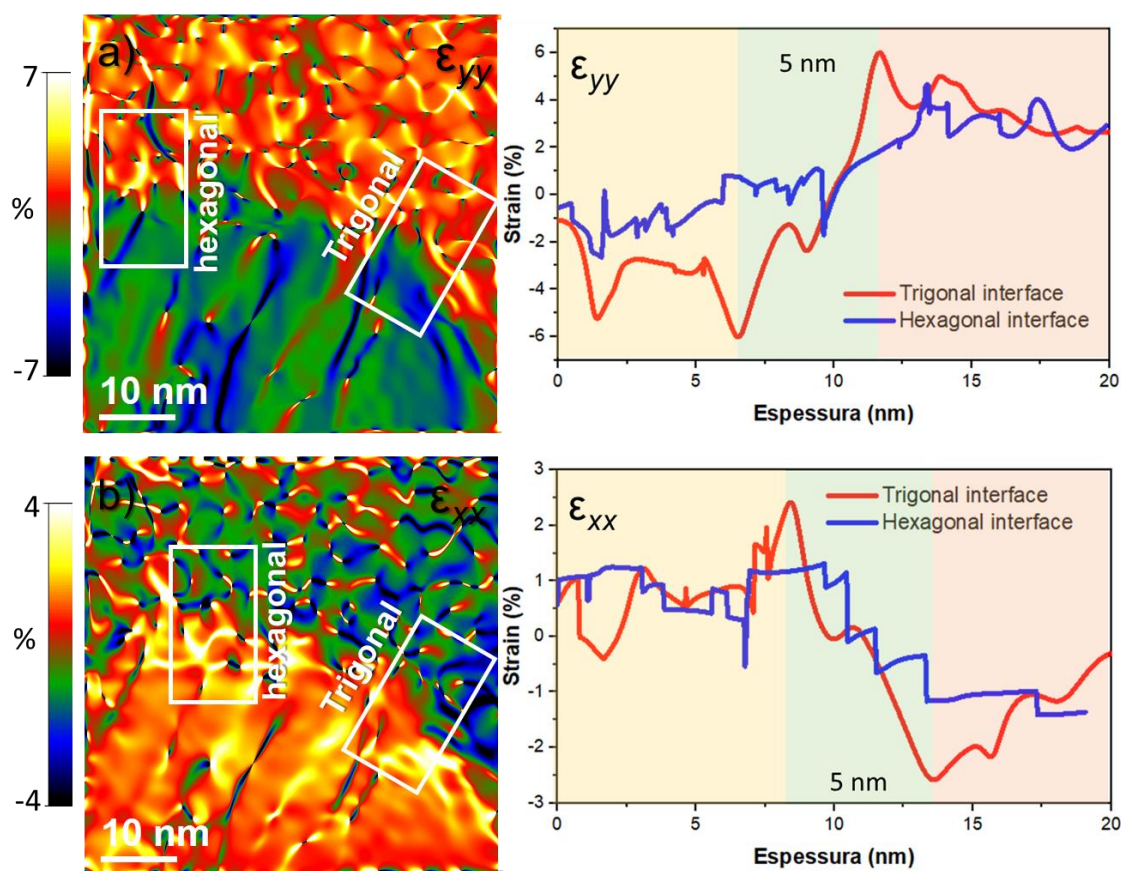 a)
εyy
7
%
-7
hexagonal
Trigonal
10 nm
εyy
5 nm
Strain (%)
6
4
2
0
-2
-4
-6
Trigonal interface
Hexagonal interface
0 5 10 15 20
Espessura (nm)
b)
εxx
4
%
-4
hexagonal
Trigonal
10 nm
εxx
Strain (%)
3
2
1
0
-1
-2
-3
Trigonal interface
Hexagonal interface
5 nm
0 5 10 15 20
Espessura (nm)